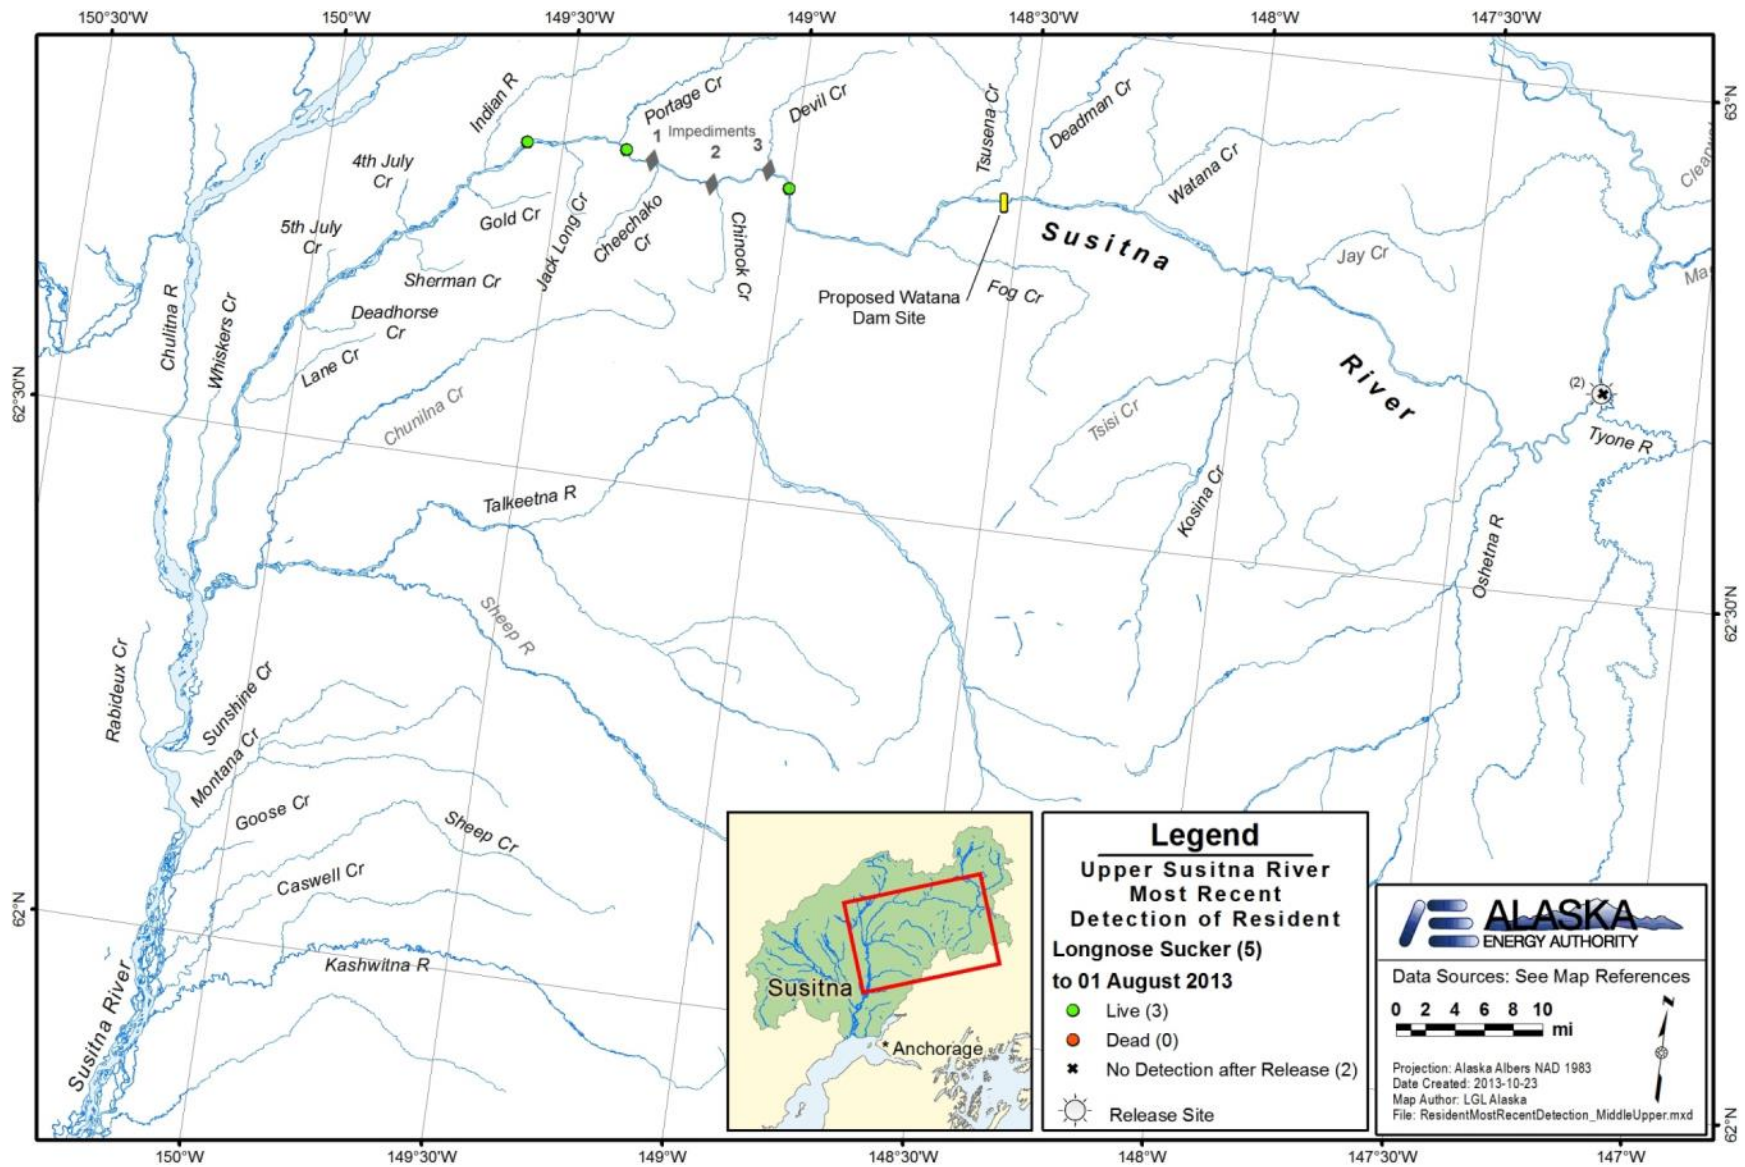 150°30'W
150°W
149°30'W
149°W
148°30'W
148°W
147°30'W
63°N
62°30'N
62°30'N
62°N
62°N
Indian R
Portage Cr
Impediments
1
2
3
Devil Cr
Tsusena Cr
Deadman Cr
Watana Cr
4th July
Cr
Gold Cr
Jack Long Cr
Cheechako
Cr
Chinook Cr
5th July
Cr
Sherman Cr
Susitna
Jay Cr
Fog Cr
Proposed Watana
Dam Site
Deadhorse
Cr
Chulitna R
Whiskers Cr
Lane Cr
River
(2)
Chunilna Cr
Tsisi Cr
Tyone R
Talkeetna R
Kosina Cr
Oshetna R
Sheep R
Rabideux Cr
Sunshine Cr
Montana Cr
Goose Cr
Sheep Cr
Caswell Cr
Kashwitna R
Susitna River
Susitna
Anchorage
Legend
Upper Susitna River
Most Recent
Detection of Resident
Longnose Sucker (5)
to 01 August 2013
Live (3)
Dead (0)
No Detection after Release (2)
Release Site
ALASKA
ENERGY AUTHORITY
Data Sources: See Map References
0 2 4 6 8 10
mi
N
Projection: Alaska Albers NAD 1983
Date Created: 2013-10-23
Map Author: LGL Alaska
File: ResidentMostRecentDetection_MiddleUpper.mxd
150°W
149°30'W
149°W
148°30'W
148°W
147°30'W
147°W